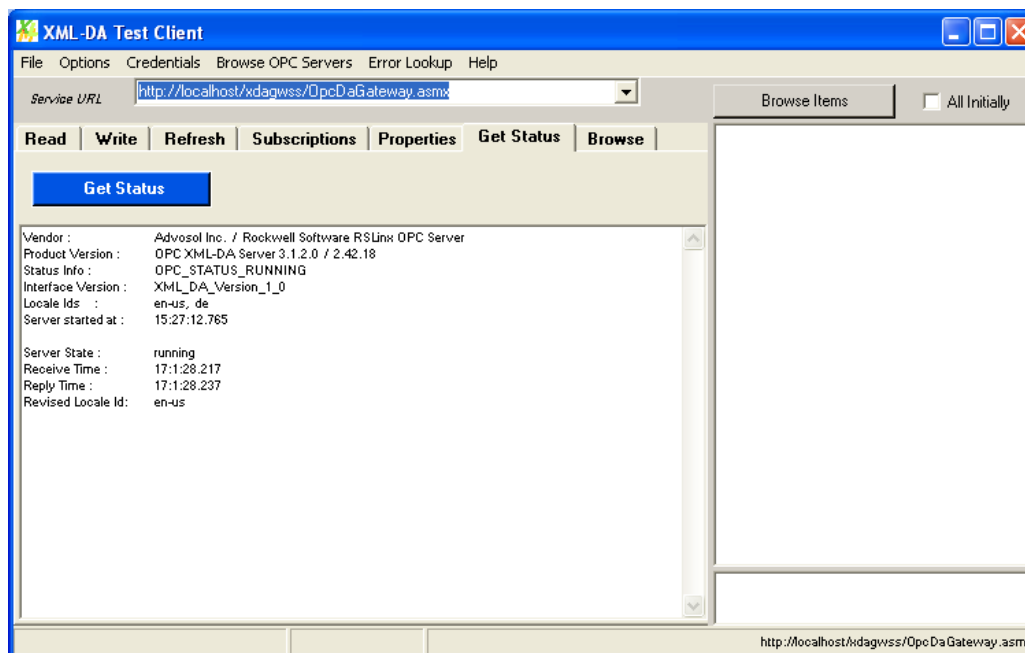 XML-DA Test Client
File Options Credentials Browse OPC Servers Error Lookup Help
Service URL http://localhost/xdagwss/OpcDaGateway.asmx
Browse Items All Initially
Read Write Refresh Subscriptions Properties Get Status Browse
Get Status
Vendor : Advosol Inc. / Rockwell Software RSLinx OPC Server
Product Version : OPC XML-DA Server 3.1.2.0 / 2.42.18
Status Info : OPC_STATUS_RUNNING
Interface Version : XML_DA_Version_1_0
Locale Ids : en-us, de
Server started at : 15:27:12.765
Server State : running
Receive Time : 17:1:28.217
Reply Time : 17:1:28.237
Revised Locale Id: en-us
http://localhost/xdagwss/OpcDaGateway.asm